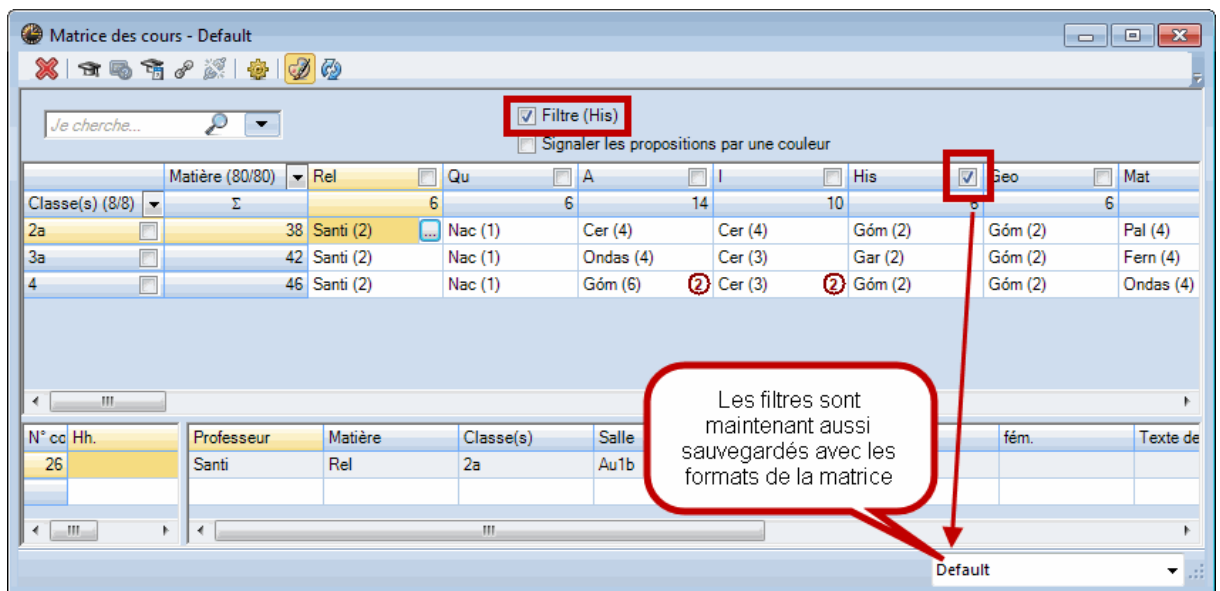 Matrice des cours - Default
Je cherche...
Filtre (His)
Signaler les propositions par une couleur
Matière (80/80) Rel Qu A I His Geo Mat
Classe(s) (8/8) Σ 6 6 14 10 6 6
2a 38 Santi (2) ... Nac (1) Cer (4) Cer (4) Góm (2) Góm (2) Pal (4)
3a 42 Santi (2) Nac (1) Ondas (4) Cer (3) Gar (2) Góm (2) Fern (4)
4 46 Santi (2) Nac (1) Góm (6) 2 Cer (3) 2 Góm (2) Góm (2) Ondas (4)
Les filtres sont
maintenant aussi
sauvegardés avec les
formats de la matrice
N° co Hh. Professeur Matière Classe(s) Salle fém. Texte de
26 Santi Rel 2a Au1b
Default